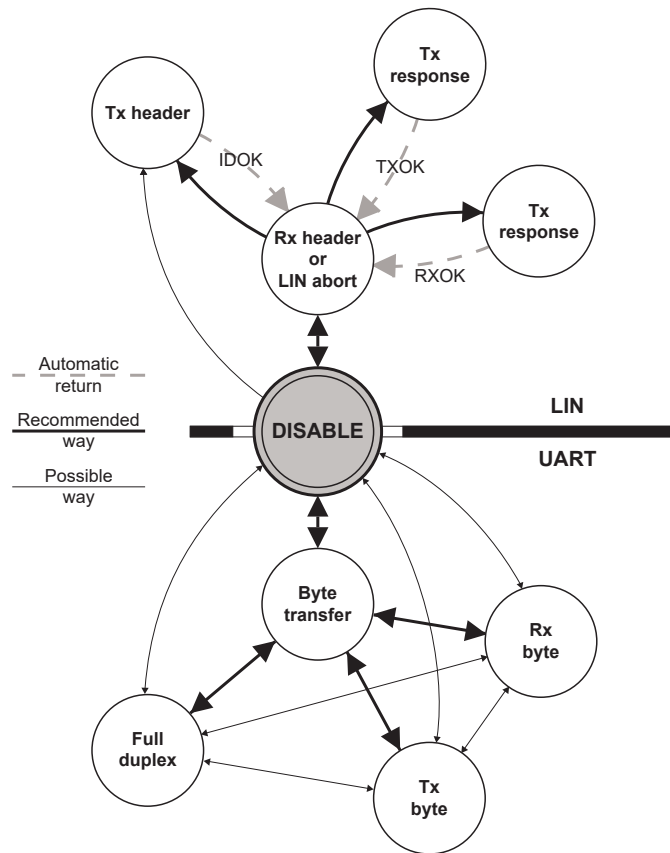 Tx
response
Tx header
IDOK
TXOK
Tx
response
Rx header
or
LIN abort
RXOK
Automatic
return
Recommended
way
Possible
way
DISABLE
LIN
UART
Byte
transfer
Rx
byte
Full
duplex
Tx
byte